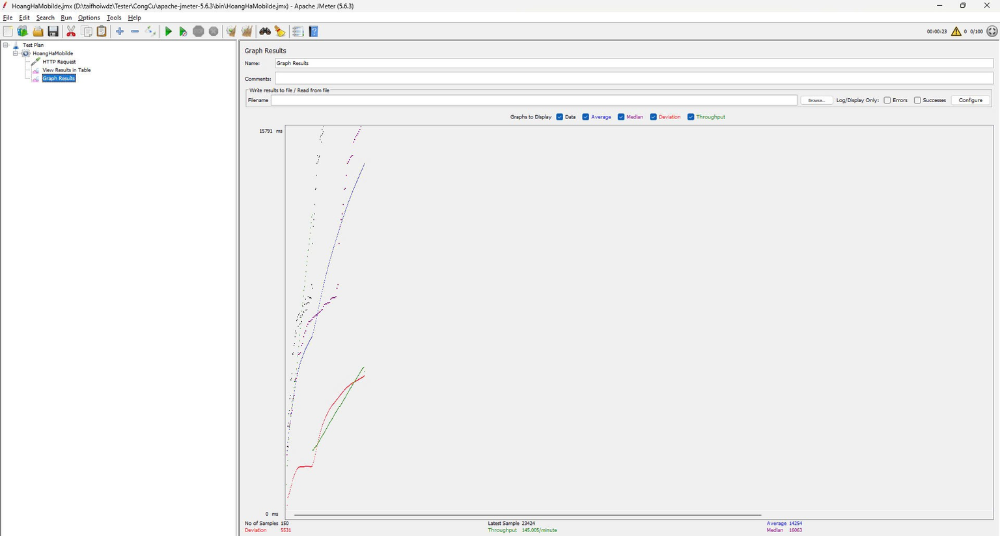 HoangHaMobilde.jmx (D:\taifhoiwdz\Tester\CongCu\apache-jmeter-5.6.3\bin\HoangHaMobilde.jmx) - Apache JMeter (5.6.3)
File Edit Search Run Options Tools Help
00:00:23 0 0/100
Test Plan
HoangHaMobilde
HTTP Request
View Results in Table
Graph Results
Graph Results
Name: Graph Results
Comments:
Write results to file / Read from file
Filename Browse... Log/Display Only: Errors Successes Configure
Graphs to Display Data Average Median Deviation Throughput
15791 ms
0 ms
No of Samples 150 Latest Sample 23424 Average 14254
Deviation 5531 Throughput 145.005/minute Median 16063